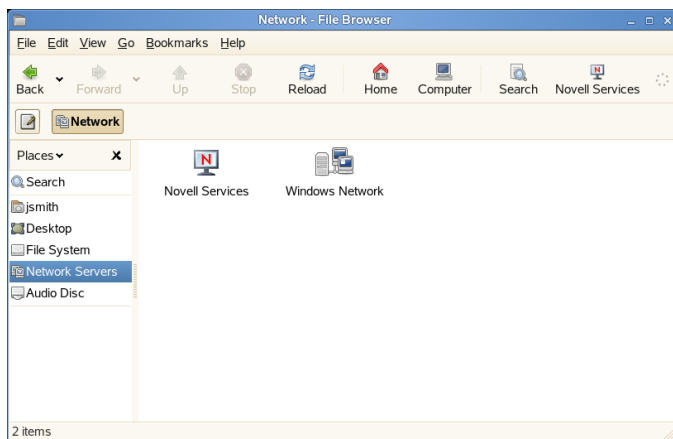 Network - File Browser
File Edit View Go Bookmarks Help
Back Forward Up Stop Reload Home Computer Search Novell Services
Network
Places
Search
jsmith
Desktop
File System
Network Servers
Audio Disc
N
Novell Services
Windows Network
2 items